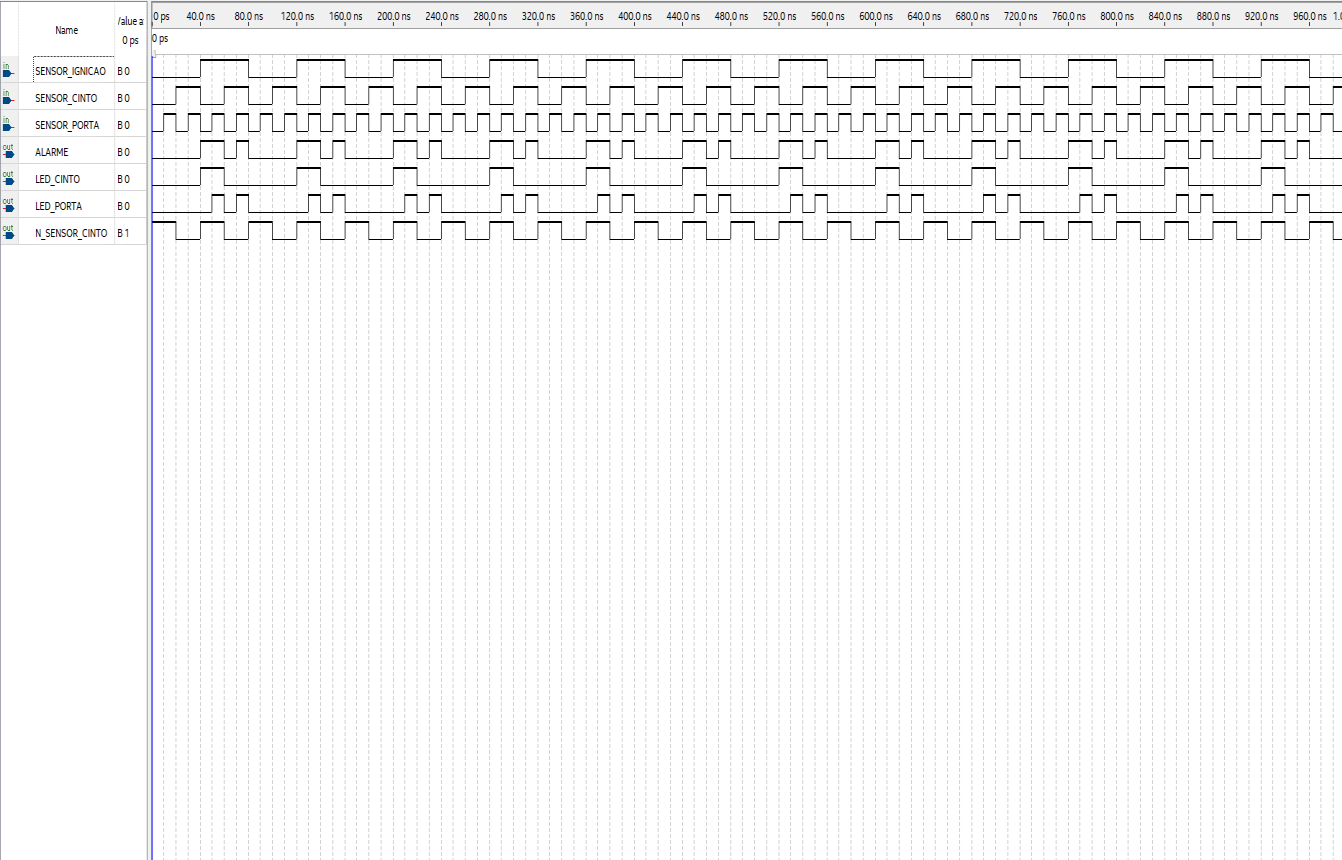 Name
/alue a
0 ps
0 ps 40.0 ns 80.0 ns 120.0 ns 160.0 ns 200.0 ns 240.0 ns 280.0 ns 320.0 ns 360.0 ns 400.0 ns 440.0 ns 480.0 ns 520.0 ns 560.0 ns 600.0 ns 640.0 ns 680.0 ns 720.0 ns 760.0 ns 800.0 ns 840.0 ns 880.0 ns 920.0 ns 960.0 ns 1.0
0 ps
in SENSOR_IGNICAO B 0
in SENSOR_CINTO B 0
in SENSOR_PORTA B 0
out ALARME B 0
out LED_CINTO B 0
out LED_PORTA B 0
out N_SENSOR_CINTO B 1